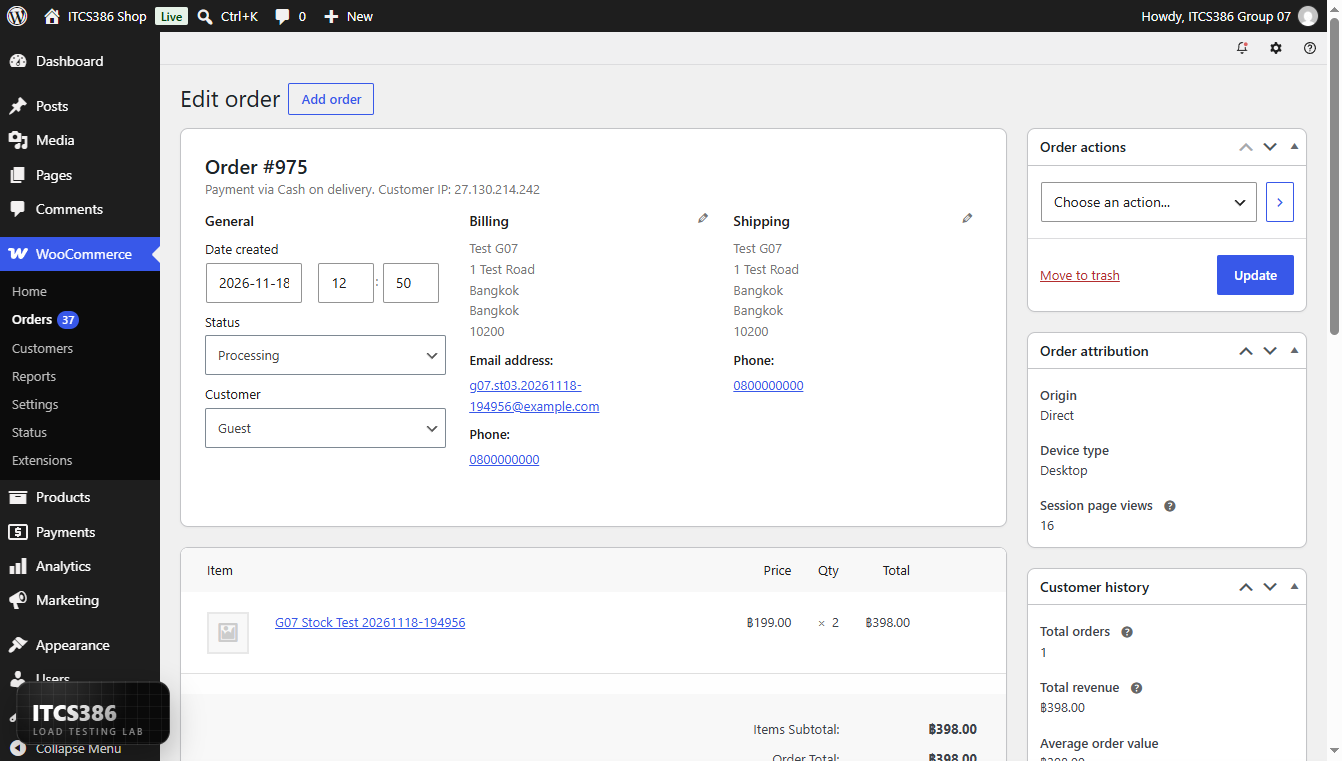 ITCS386 Shop Live Ctrl+K 0 New Howdy, ITCS386 Group 07
Dashboard
Posts
Media
Pages
Comments
WooCommerce
Home
Orders 37
Customers
Reports
Settings
Status
Extensions
Products
Payments
Analytics
Marketing
Appearance
Users
ITCS386
LOAD TESTING LAB
Collapse Menu
Edit order Add order
Order #975
Payment via Cash on delivery. Customer IP: 27.130.214.242
General
Date created
2026-11-18 12 : 50
Status
Processing
Customer
Guest
Billing
Test G07
1 Test Road
Bangkok
Bangkok
10200
Email address:
g07.st03.20261118-
194956@example.com
Phone:
0800000000
Shipping
Test G07
1 Test Road
Bangkok
Bangkok
10200
Phone:
0800000000
Item Price Qty Total
G07 Stock Test 20261118-194956 ฿199.00 × 2 ฿398.00
Items Subtotal: ฿398.00
Order Total: ฿398.00
Order actions
Choose an action...
Move to trash Update
Order attribution
Origin
Direct
Device type
Desktop
Session page views
16
Customer history
Total orders
1
Total revenue
฿398.00
Average order value
฿398.00